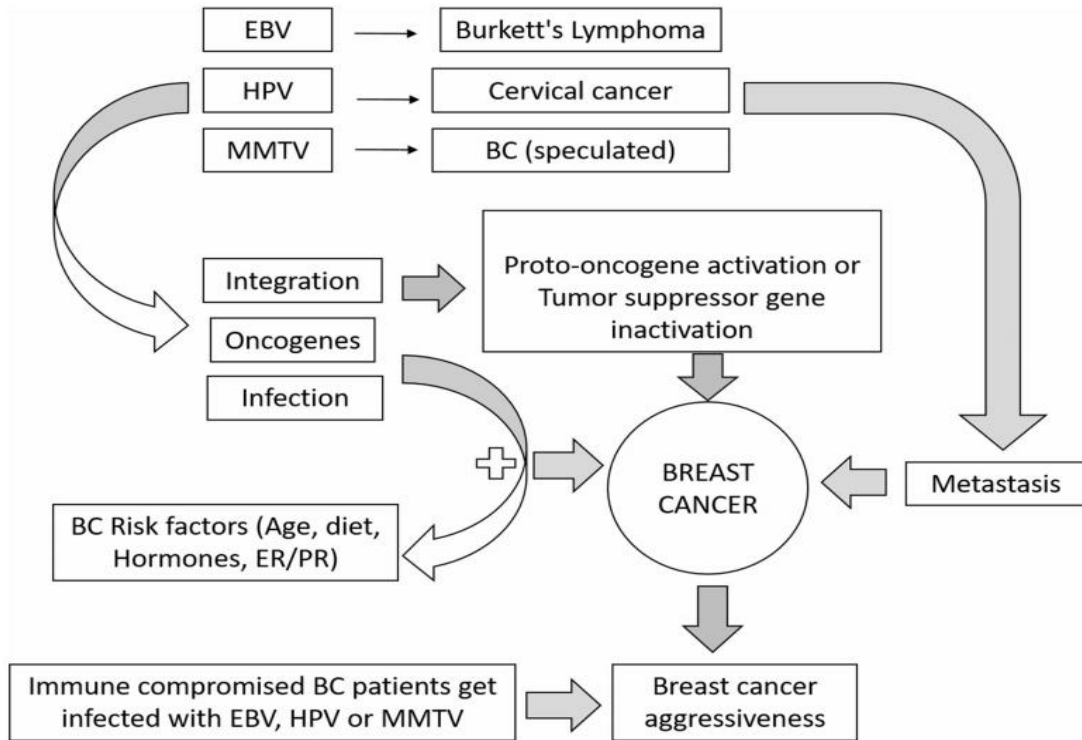 EBV
Burkett's Lymphoma
HPV
Cervical cancer
MMTV
BC (speculated)
Integration
Proto-oncogene activation or
Tumor suppressor gene
inactivation
Oncogenes
Infection
BREAST
CANCER
Metastasis
BC Risk factors (Age, diet,
Hormones, ER/PR)
Immune compromised BC patients get
infected with EBV, HPV or MMTV
Breast cancer
aggressiveness